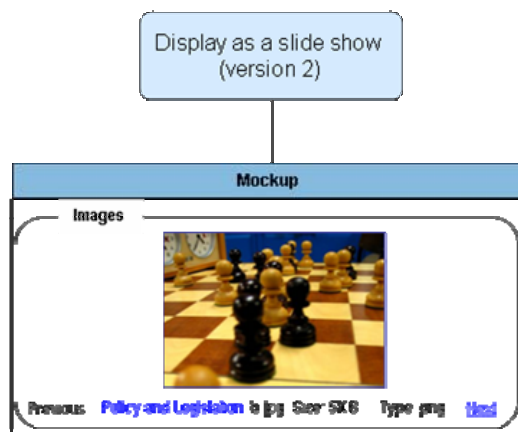 Display as a slide show
(version 2)
Mockup
Images
Previous Policy and Legislation b.jpg Size: 5KB Type: png Next